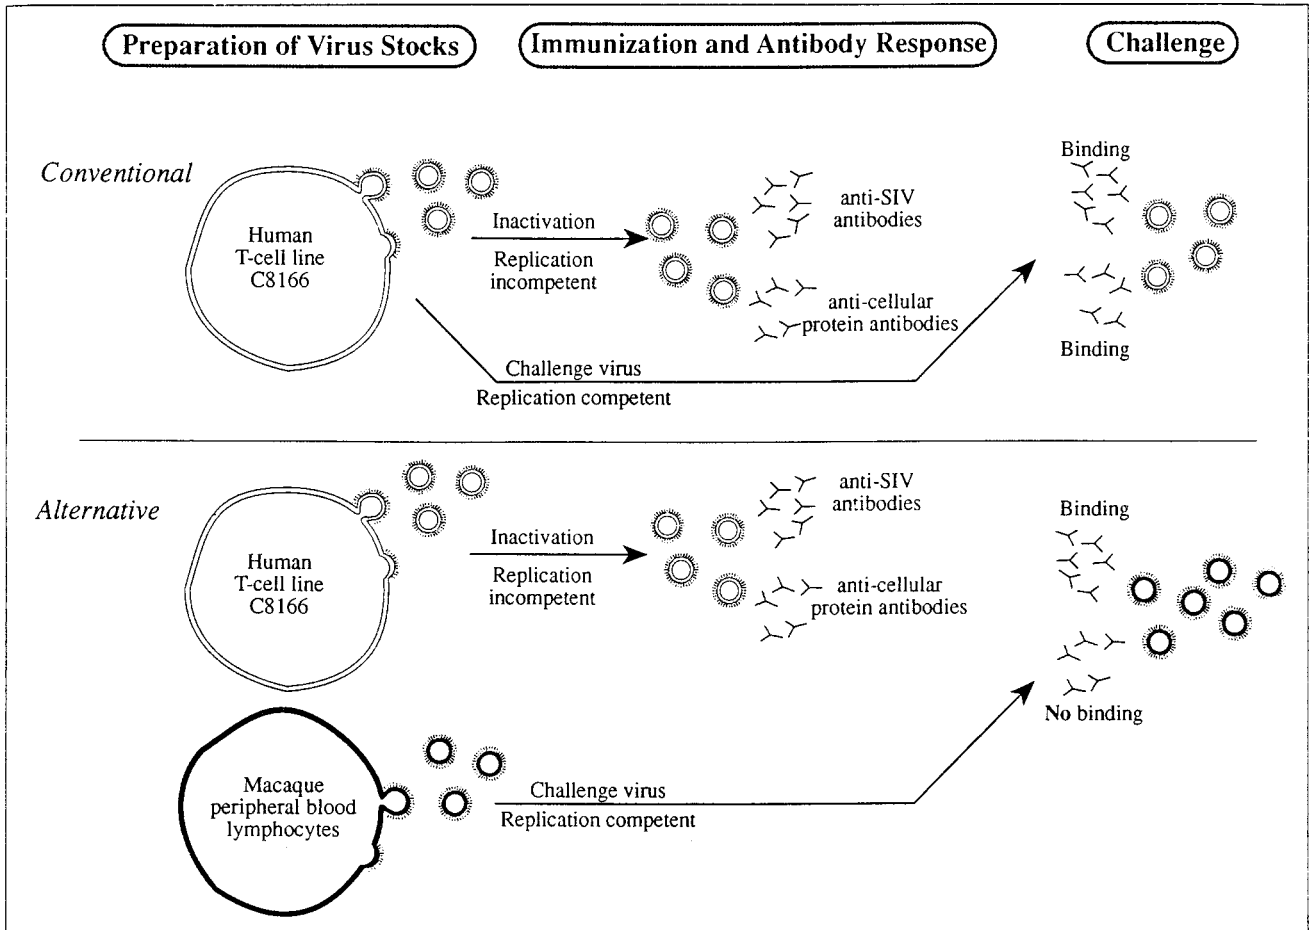 Preparation of Virus Stocks
Immunization and Antibody Response
Challenge
Conventional
Human
T-cell line
C8166
Inactivation
Replication
incompetent
anti-SIV
antibodies
anti-cellular
protein antibodies
Binding
Binding
Challenge virus
Replication competent
Alternative
Human
T-cell line
C8166
Inactivation
Replication
incompetent
anti-SIV
antibodies
anti-cellular
protein antibodies
Binding
No binding
Macaque
peripheral blood
lymphocytes
Challenge virus
Replication competent